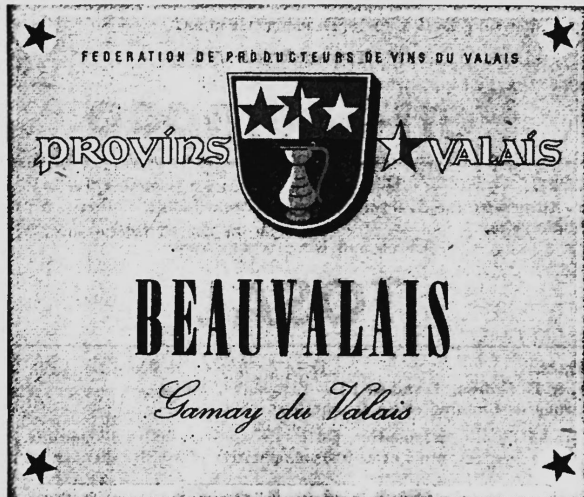 FEDERATION DE PRODUCTEURS DE VINS DU VALAIS
PROVINS VALAIS
BEAUVALAIS
Gamay du Valais